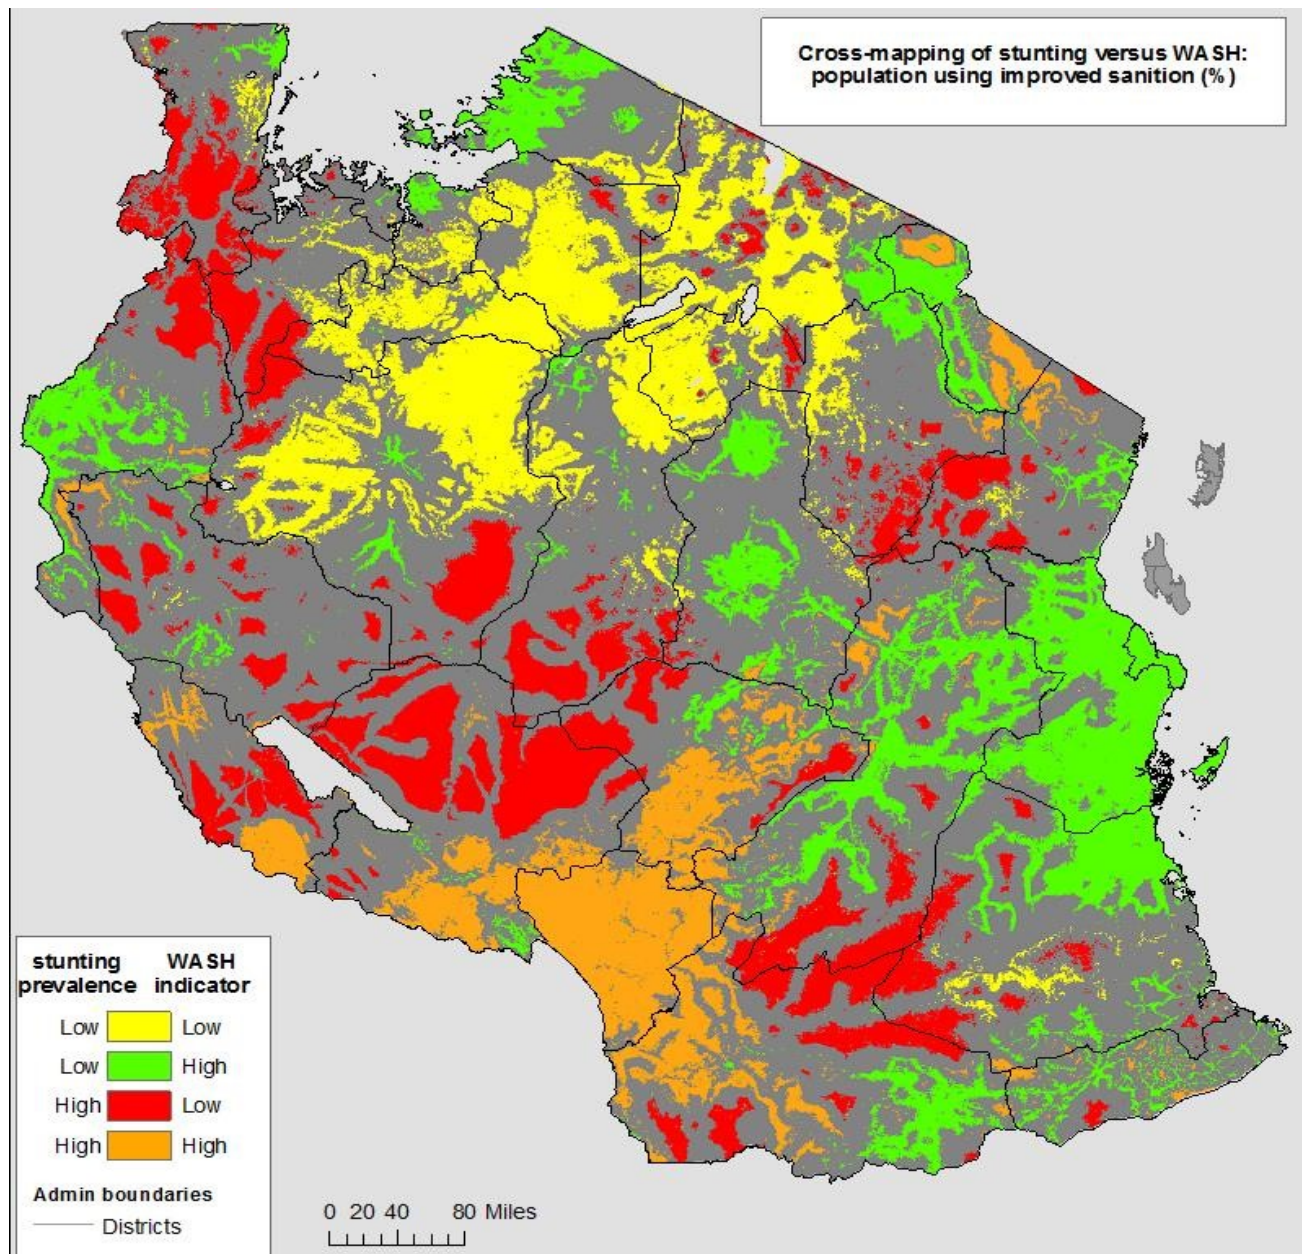 Cross-mapping of stunting versus WASH:
population using improved sanition (%)
stunting WASH
prevalence indicator
Low Low
Low High
High Low
High High
Admin boundaries
Districts
0 20 40 80 Miles